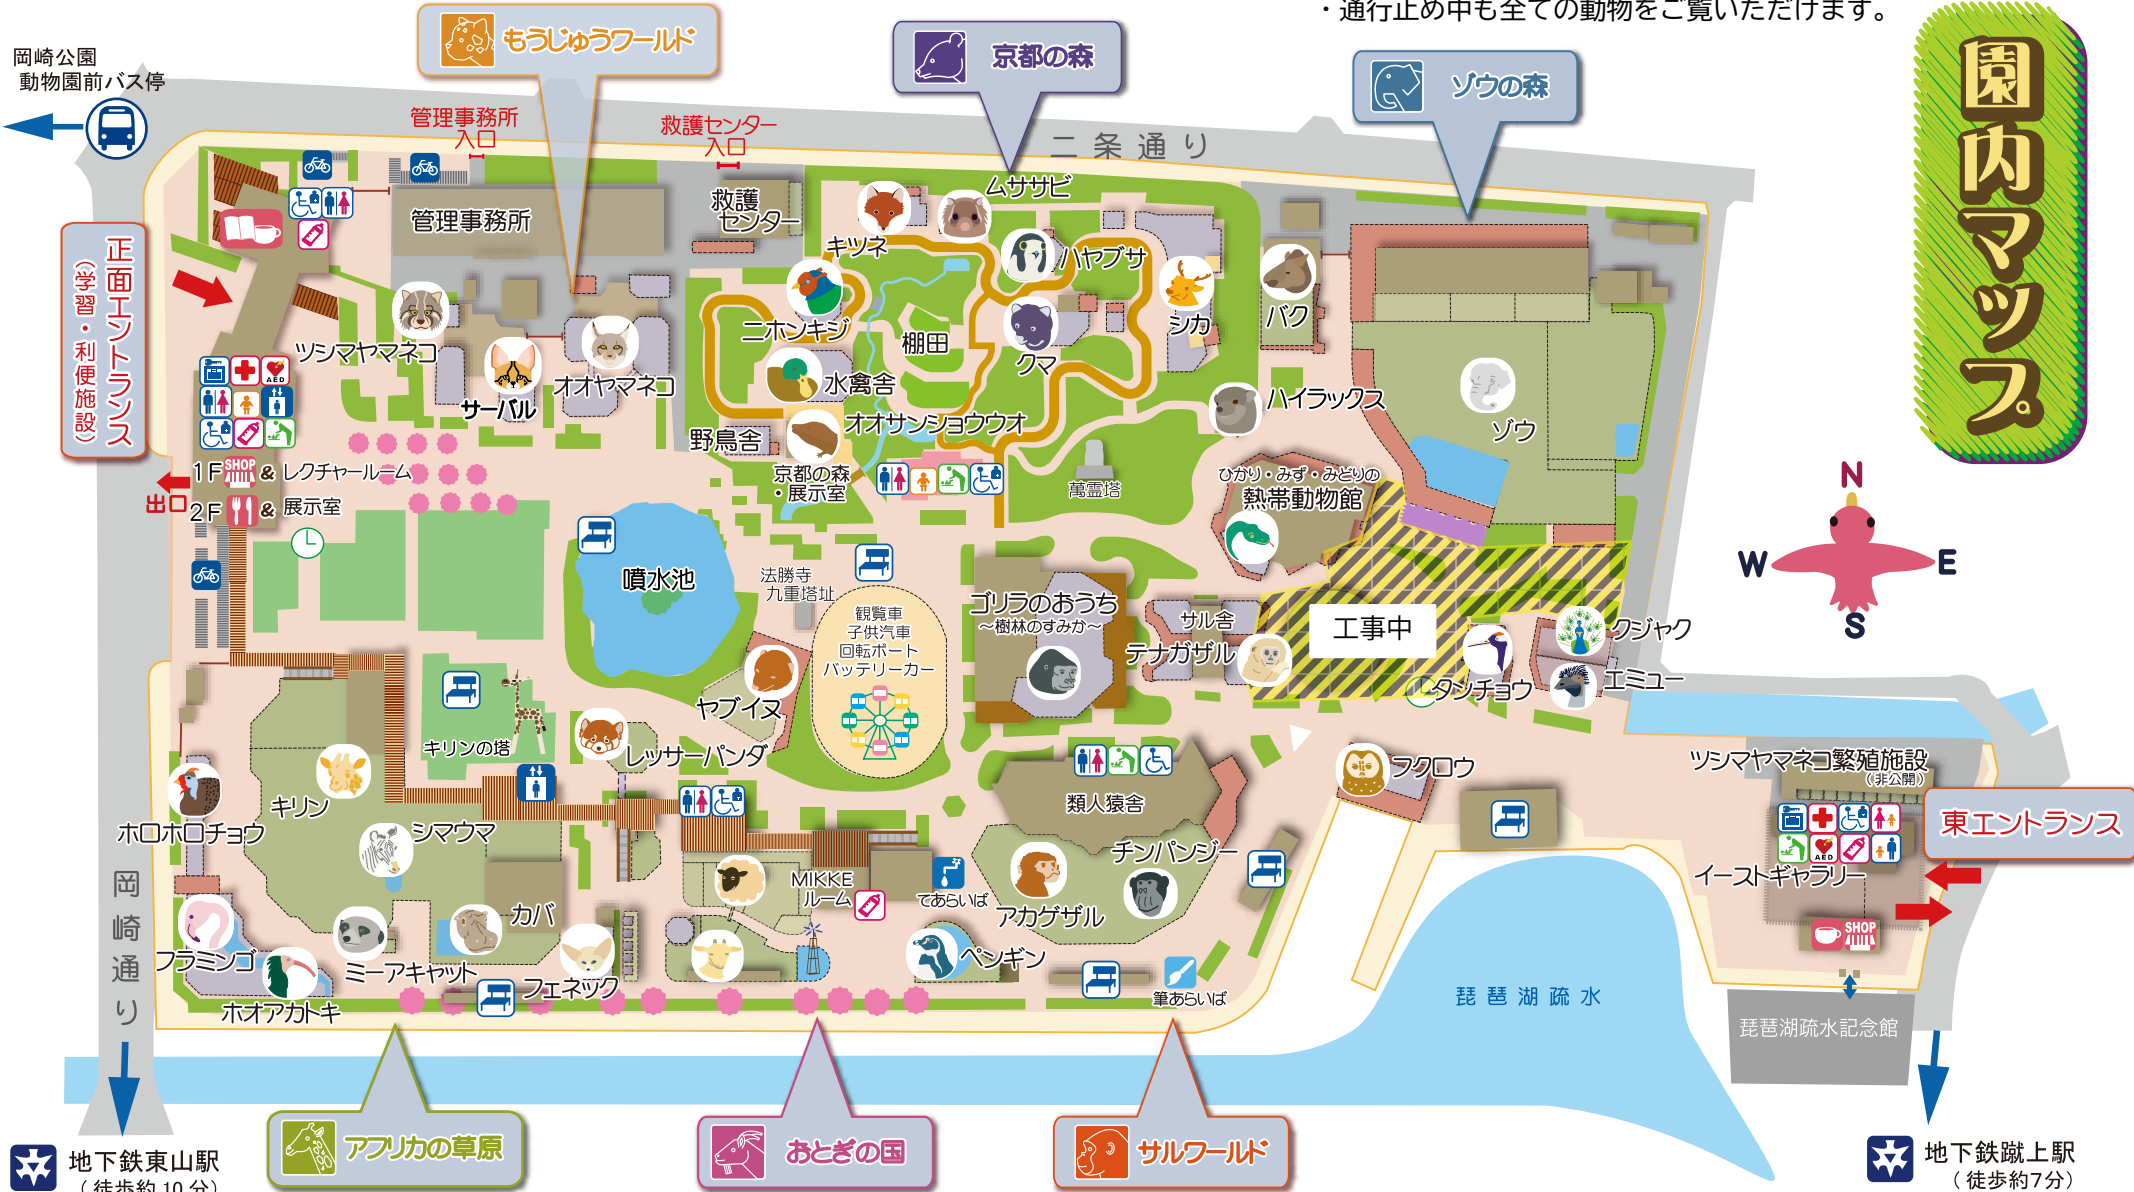 ・通行止め中も全ての動物をご覧いただけます。
園内マップ
岡崎公園
動物園前バス停
もうじゅうワールド
京都の森
ゾウの森
管理事務所
入口
救護センター
入口
二条通り
正面エントランス
（学習・利便施設）
管理事務所
救護
センター
キツネ
ムササビ
ハヤブサ
ニホンキジ
棚田
クマ
シカ
バク
ツシマヤマネコ
サーバル
オオヤマネコ
水禽舎
オオサンショウウオ
野鳥舎
京都の森
・展示室
萬霊塔
ハイラックス
ゾウ
ひかり・みず・みどりの
熱帯動物館
AED
1F SHOP & レクチャールーム
出口
2F & 展示室
噴水池
法勝寺
九重塔址
観覧車
子供汽車
回転ボート
バッテリーカー
ゴリラのおうち
～樹林のすみか～
サル舎
テナガザル
工事中
クジャク
タンチョウ
エミュー
N
W
E
S
ヤブイヌ
レッサーパンダ
キリンの塔
キリン
ホロホロチョウ
シマウマ
類人猿舎
チンパンジー
アカゲザル
フクロウ
ツシマヤマネコ繁殖施設
（非公開）
東エントランス
AED
イーストギャラリー
SHOP
MIKKE
ルーム
てあらいば
カバ
フラミンゴ
ミーアキャット
フェネック
ホオアカトキ
ペンギン
筆あらいば
岡崎通り
琵琶湖疏水
琵琶湖疏水記念館
アフリカの草原
おとぎの国
サルワールド
地下鉄東山駅
（徒歩約10分）
地下鉄蹴上駅
（徒歩約7分）